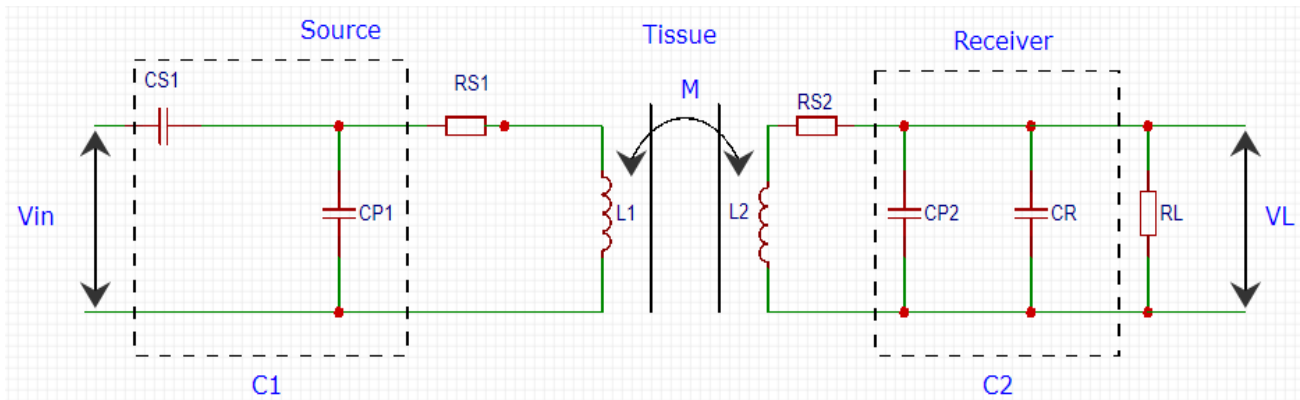 Source
Tissue
Receiver
CS1
RS1
M
RS2
Vin
CP1
L1
L2
CP2
CR
RL
VL
C1
C2